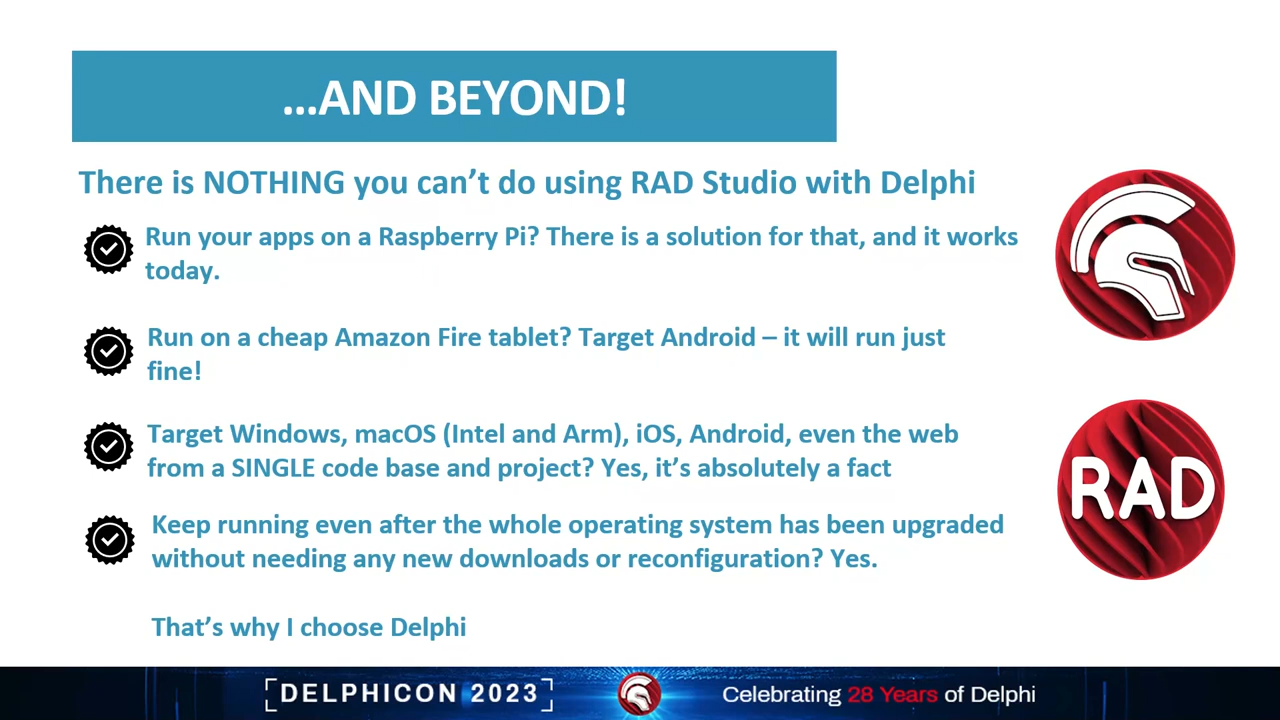 …AND BEYOND!
There is NOTHING you can’t do using RAD Studio with Delphi
Run your apps on a Raspberry Pi? There is a solution for that, and it works
today.
Run on a cheap Amazon Fire tablet? Target Android – it will run just
fine!
Target Windows, macOS (Intel and Arm), iOS, Android, even the web
from a SINGLE code base and project? Yes, it’s absolutely a fact
RAD
Keep running even after the whole operating system has been upgraded
without needing any new downloads or reconfiguration? Yes.
That’s why I choose Delphi
[DELPHICON 2023]
Celebrating 28 Years of Delphi